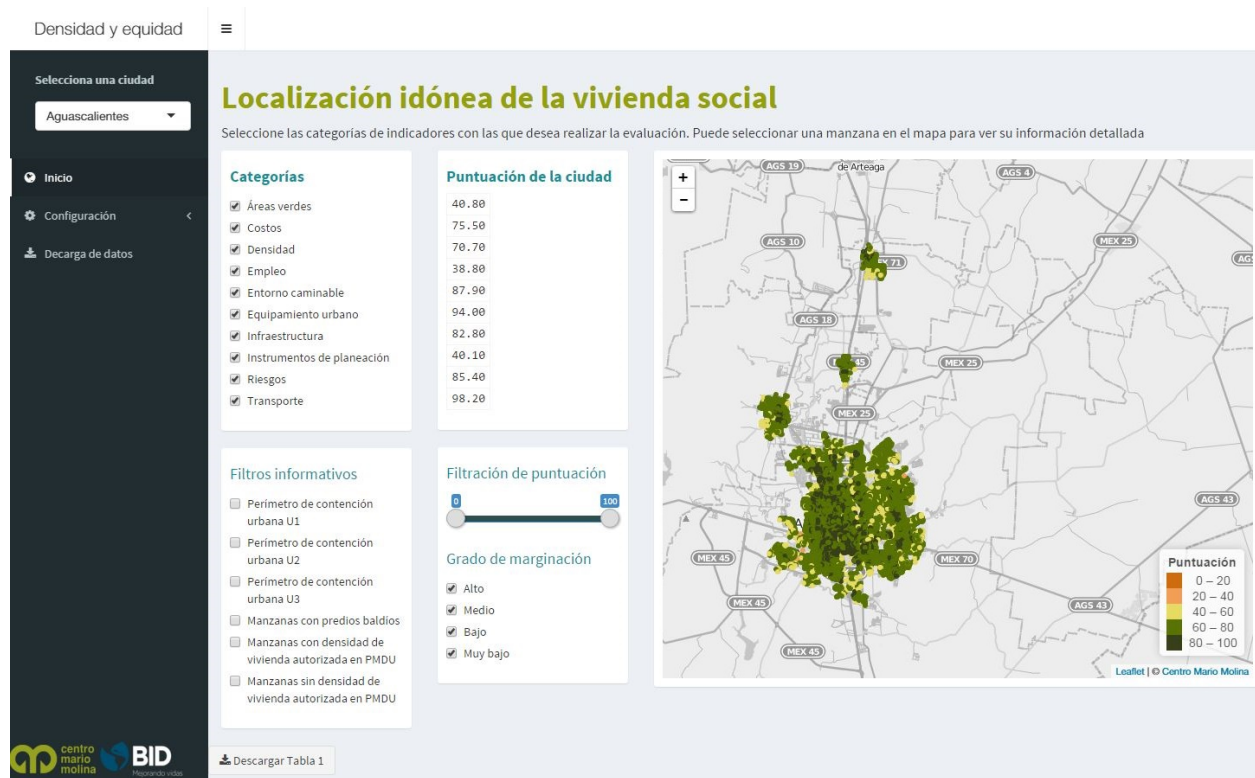 Densidad y equidad
Selecciona una ciudad
Aguascalientes
Inicio
Configuración
Decarga de datos
centro
mario
molina
BID
Mejorando vidas
Localización idónea de la vivienda social
Seleccione las categorías de indicadores con las que desea realizar la evaluación. Puede seleccionar una manzana en el mapa para ver su información detallada
Categorías
Áreas verdes
Costos
Densidad
Empleo
Entorno caminable
Equipamiento urbano
Infraestructura
Instrumentos de planeación
Riesgos
Transporte
Puntuación de la ciudad
40.80
75.50
70.70
38.80
87.90
94.00
82.80
40.10
85.40
98.20
Filtros informativos
Perímetro de contención
urbana U1
Perímetro de contención
urbana U2
Perímetro de contención
urbana U3
Manzanas con predios baldíos
Manzanas con densidad de
vivienda autorizada en PMDU
Manzanas sin densidad de
vivienda autorizada en PMDU
Filtración de puntuación
0 100
Grado de marginación
Alto
Medio
Bajo
Muy bajo
Descargar Tabla 1
+
−
AGS 19
de Arteaga
AGS 4
AGS 10
MEX 25
AG
71
AGS 18
45
MEX 25
MEX 25
AGS 43
MEX 45
MEX 70
MEX 45
AGS 43
MEX 45
Puntuación
0 – 20
20 – 40
40 – 60
60 – 80
80 – 100
Leaflet | © Centro Mario Molina